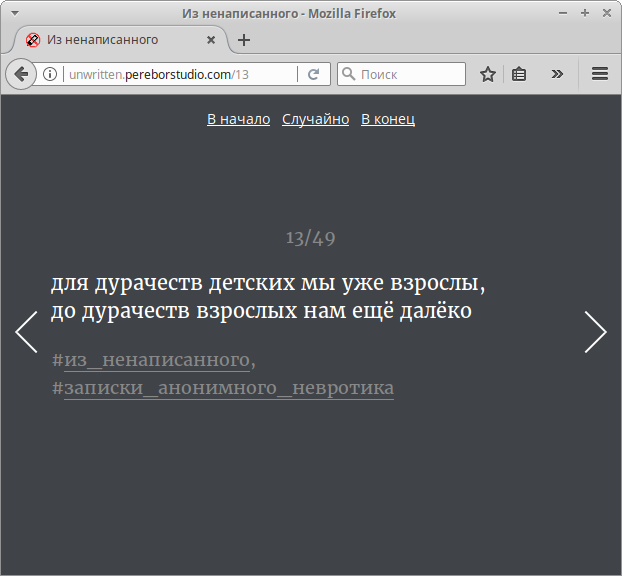 Из ненаписанного - Mozilla Firefox
Из ненаписанного
unwritten.pereborstudio.com/13
Поиск
В начало Случайно В конец
13/49
для дурачеств детских мы уже взрослы,
до дурачеств взрослых нам ещё далёко
#из_ненаписанного,
#записки_анонимного_невротика